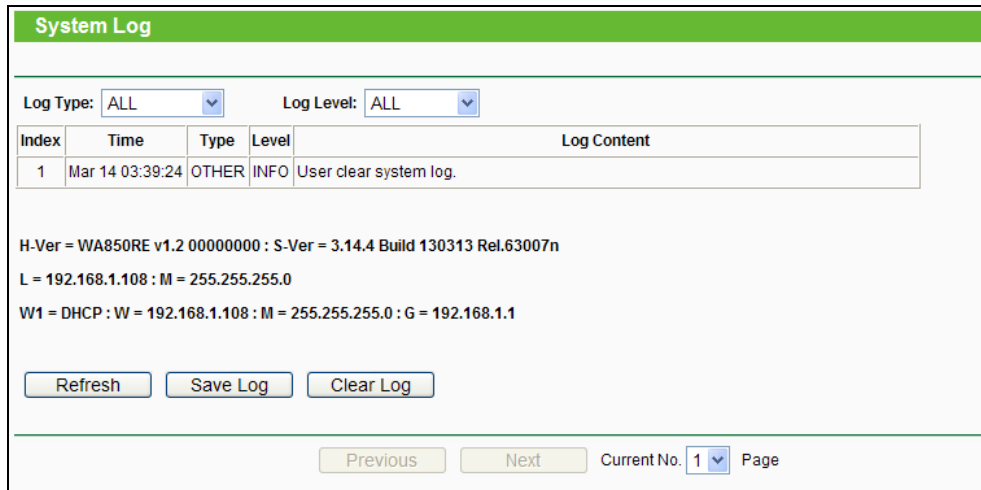 System Log
Log Type: ALL Log Level: ALL
Index Time Type Level Log Content
1 Mar 14 03:39:24 OTHER INFO User clear system log.
H-Ver = WA850RE v1.2 00000000 : S-Ver = 3.14.4 Build 130313 Rel.63007n
L = 192.168.1.108 : M = 255.255.255.0
W1 = DHCP : W = 192.168.1.108 : M = 255.255.255.0 : G = 192.168.1.1
Refresh Save Log Clear Log
Previous Next Current No. 1 Page